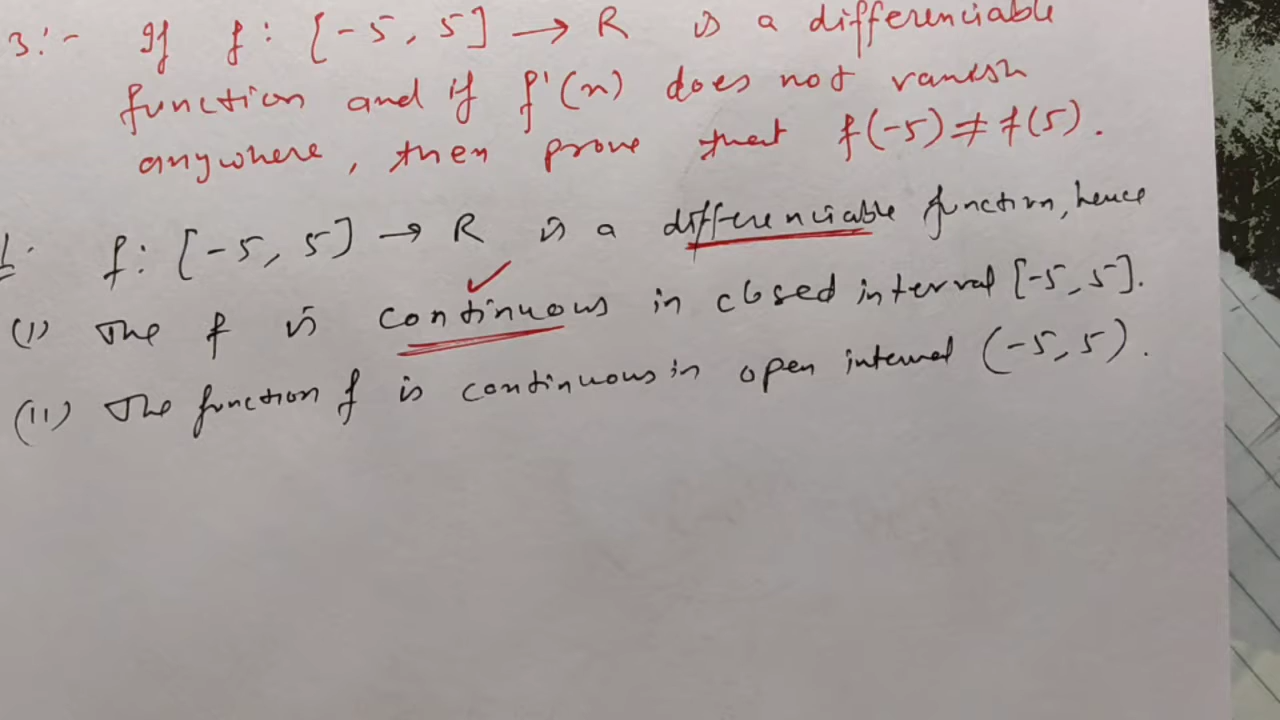 3:- If f: [-5, 5] → R is a differenciable
function and if f'(n) does not vanish
anywhere, then prove that f(-5) ≠ f(5).
f: [-5, 5] → R is a differenciable function, hence
(i) The f is continuous in closed interval [-5, 5].
(ii) The function f is continuous in open interval (-5, 5).